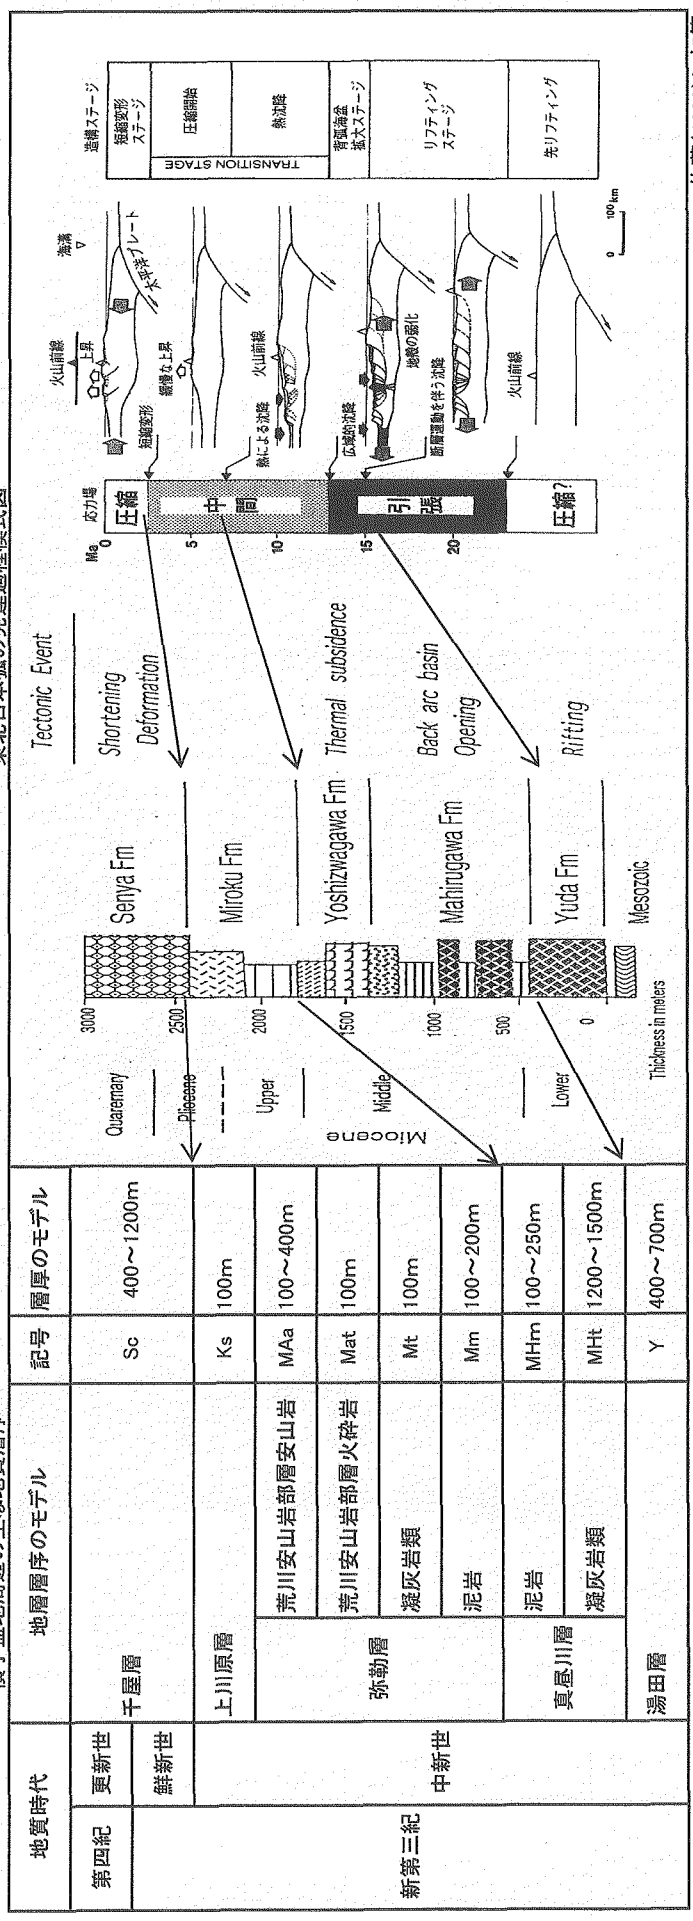 地質時代
地層層序のモデル
記号
層厚のモデル
第四紀
更新世
千屋層
Sc
400～1200m
新第三紀
鮮新世
中新世
上川原層
Ks
100m
弥勒層
荒川安山岩部層安山岩
MAa
100～400m
荒川安山岩部層火砕岩
Mat
100m
凝灰岩類
Mt
100m
泥岩
Mm
100～200m
真昼川層
泥岩
MHm
100～250m
凝灰岩類
MHt
1200～1500m
湯田層
Y
400～700m
Quaremary
Pliocene
Upper
Middle
Lower
Miocene
3000
2500
2000
1500
1000
500
0
Thickness in meters
Senya Fm
Miroku Fm
Yoshizwagawa Fm
Mahirugawa Fm
Yuda Fm
Mesozoic
Tectonic Event
Shortening
Deformation
Thermal subsidence
Back arc basin
Opening
Rifting
Ma
0
5
10
15
20
応力場
圧縮
中間
引張
圧縮?
短縮変形
熱による沈降
広域的沈降
断層運動を伴う沈降
火山前線
火山前線
上昇
海溝
太平洋プレート
緩慢な上昇
火山前線
地殻の弱化
0
100 km
造構ステージ
短縮変形
ステージ
圧縮開始
熱沈降
TRANSITION STAGE
背弧海盆
拡大ステージ
リフティング
ステージ
先リフティング